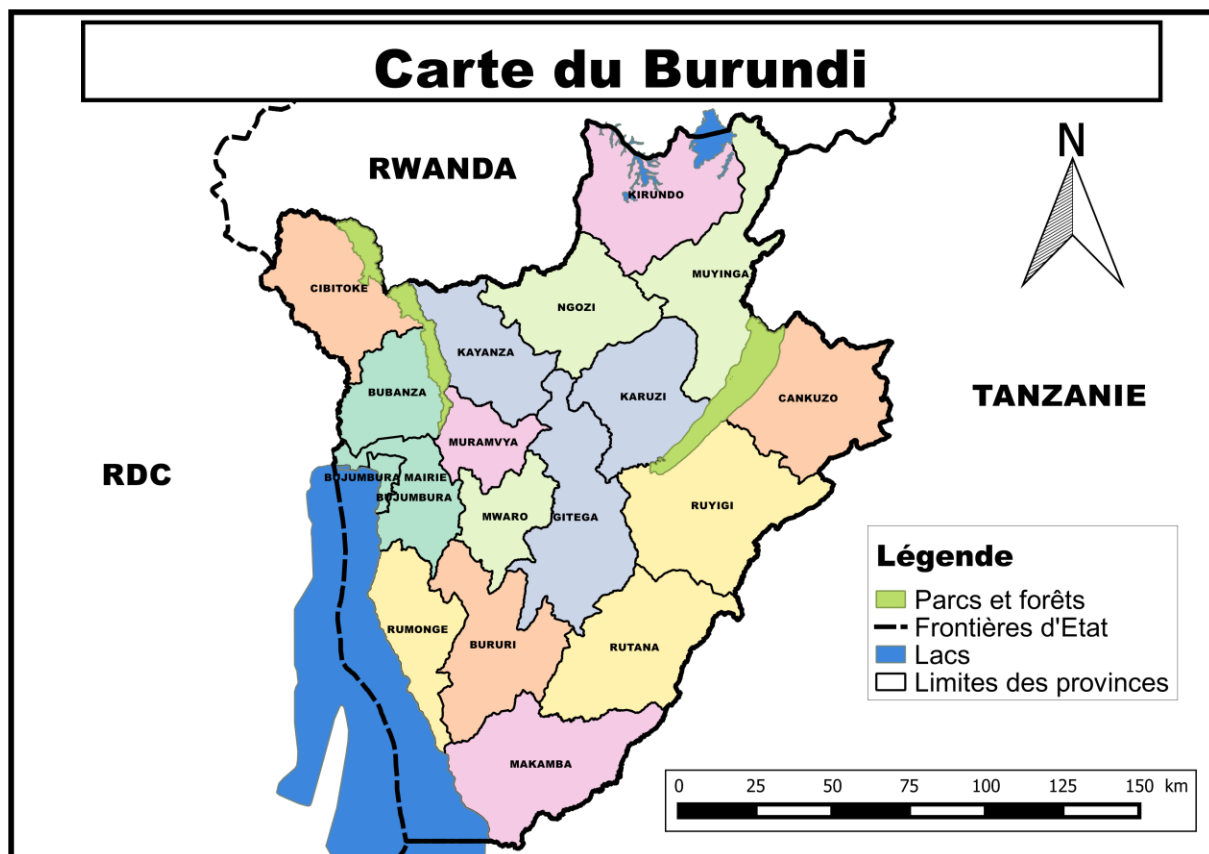 Carte du Burundi
N
RWANDA
KIRUNDO
MUYINGA
CIBITOKE
NGOZI
KAYANZA
BUBANZA
KARUZI
CANKUZO
TANZANIE
MURAMVYA
RDC
BUJUMBURA MAIRIE
BUJUMBURA
MWARO
GITEGA
RUYIGI
RUMONGE
BURURI
RUTANA
MAKAMBA
Légende
Parcs et forêts
Frontières d'Etat
Lacs
Limites des provinces
0 25 50 75 100 125 150 km